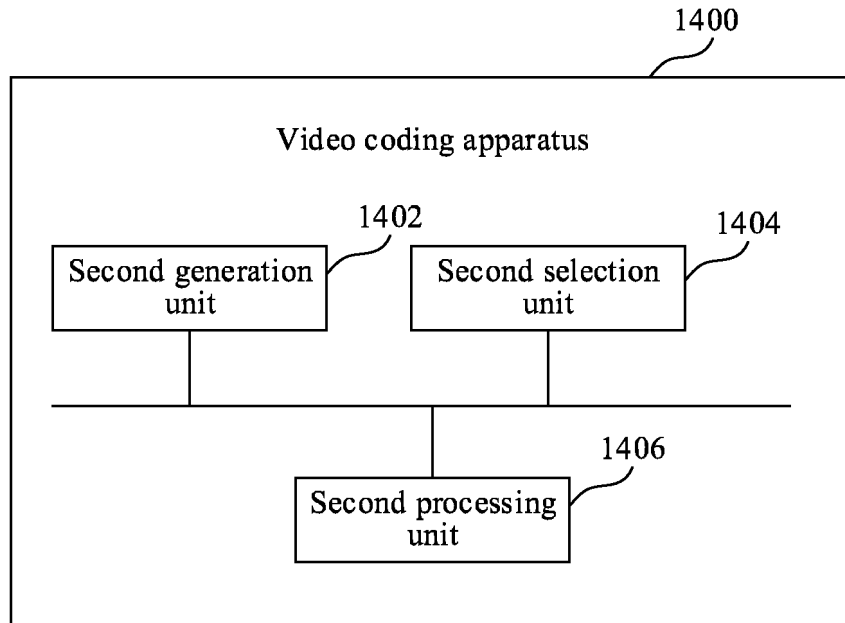 1400
Video coding apparatus
1402
1404
Second generation
unit
Second selection
unit
1406
Second processing
unit